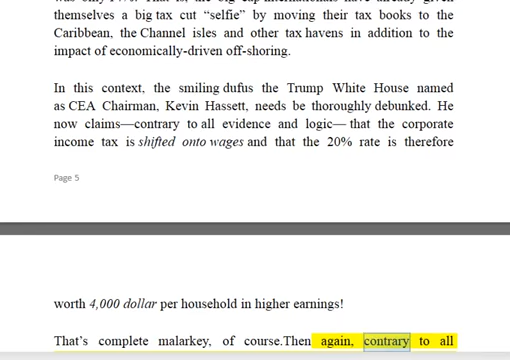 themselves a big tax cut “selfie” by moving their tax books to the
Caribbean, the Channel isles and other tax havens in addition to the
impact of economically-driven off-shoring.
In this context, the smiling dufus the Trump White House named
as CEA Chairman, Kevin Hassett, needs be thoroughly debunked. He
now claims—contrary to all evidence and logic— that the corporate
income tax is shifted onto wages and that the 20% rate is therefore
Page 5
worth 4,000 dollar per household in higher earnings!
That’s complete malarkey, of course.Then again, contrary to all